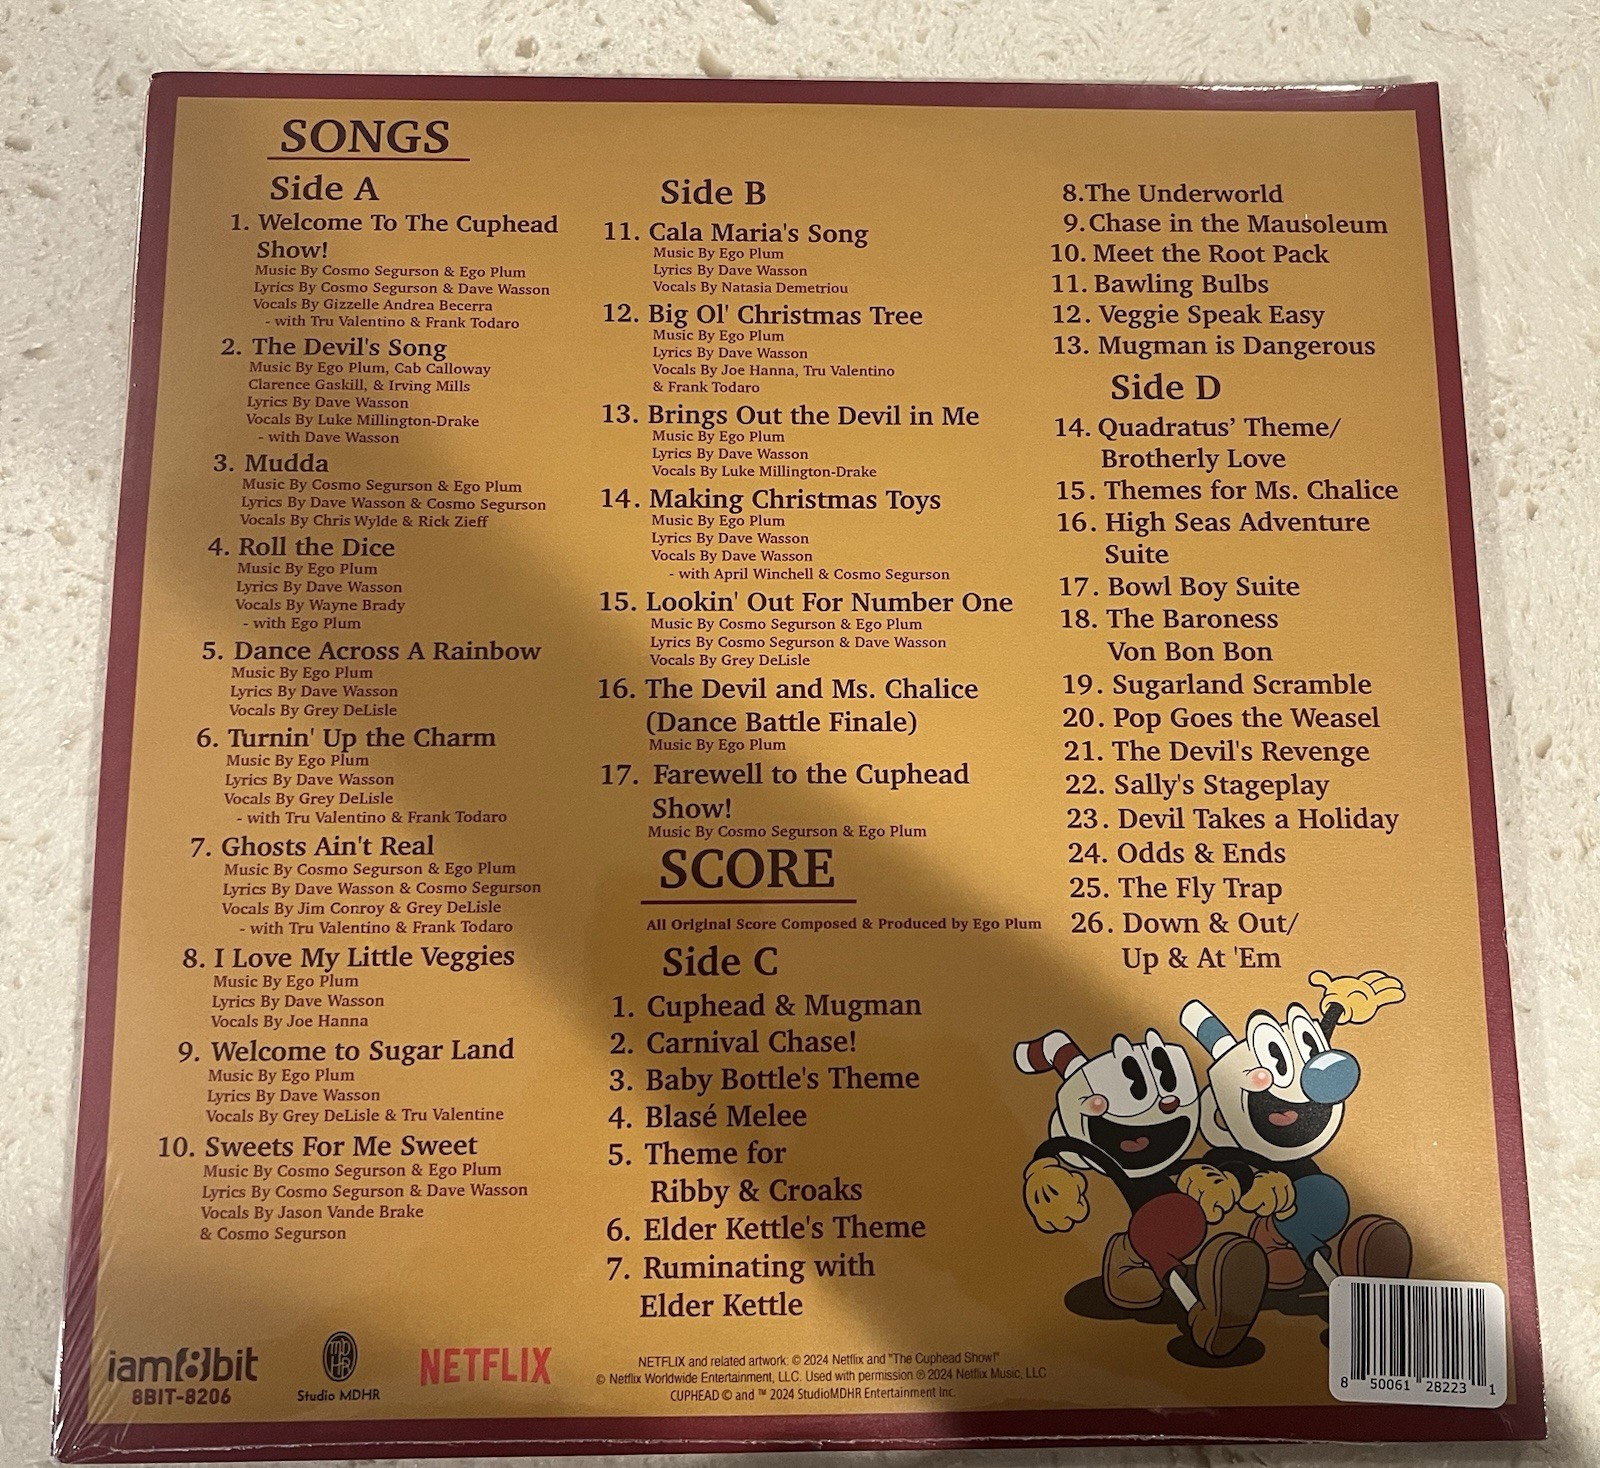 SONGS
Side A
1. Welcome To The Cuphead
Show!
Music By Cosmo Segurson & Ego Plum
Lyrics By Cosmo Segurson & Dave Wasson
Vocals By Gizzelle Andrea Becerra
- with Tru Valentino & Frank Todaro
2. The Devil's Song
Music By Ego Plum, Cab Calloway
Clarence Gaskill, & Irving Mills
Lyrics By Dave Wasson
Vocals By Luke Millington-Drake
- with Dave Wasson
3. Mudda
Music By Cosmo Segurson & Ego Plum
Lyrics By Dave Wasson & Cosmo Segurson
Vocals By Chris Wylde & Rick Zieff
4. Roll the Dice
Music By Ego Plum
Lyrics By Dave Wasson
Vocals By Wayne Brady
- with Ego Plum
5. Dance Across A Rainbow
Music By Ego Plum
Lyrics By Dave Wasson
Vocals By Grey DeLisle
6. Turnin' Up the Charm
Music By Ego Plum
Lyrics By Dave Wasson
Vocals By Grey DeLisle
- with Tru Valentino & Frank Todaro
7. Ghosts Ain't Real
Music By Cosmo Segurson & Ego Plum
Lyrics By Dave Wasson & Cosmo Segurson
Vocals By Jim Conroy & Grey DeLisle
- with Tru Valentino & Frank Todaro
8. I Love My Little Veggies
Music By Ego Plum
Lyrics By Dave Wasson
Vocals By Joe Hanna
9. Welcome to Sugar Land
Music By Ego Plum
Lyrics By Dave Wasson
Vocals By Grey DeLisle & Tru Valentine
10. Sweets For Me Sweet
Music By Cosmo Segurson & Ego Plum
Lyrics By Cosmo Segurson & Dave Wasson
Vocals By Jason Vande Brake
& Cosmo Segurson
Side B
11. Cala Maria's Song
Music By Ego Plum
Lyrics By Dave Wasson
Vocals By Natasia Demetriou
12. Big Ol' Christmas Tree
Music By Ego Plum
Lyrics By Dave Wasson
Vocals By Joe Hanna, Tru Valentino
& Frank Todaro
13. Brings Out the Devil in Me
Music By Ego Plum
Lyrics By Dave Wasson
Vocals By Luke Millington-Drake
14. Making Christmas Toys
Music By Ego Plum
Lyrics By Dave Wasson
Vocals By Dave Wasson
- with April Winchell & Cosmo Segurson
15. Lookin' Out For Number One
Music By Cosmo Segurson & Ego Plum
Lyrics By Cosmo Segurson & Dave Wasson
Vocals By Grey DeLisle
16. The Devil and Ms. Chalice
(Dance Battle Finale)
Music By Ego Plum
17. Farewell to the Cuphead
Show!
Music By Cosmo Segurson & Ego Plum
SCORE
All Original Score Composed & Produced by Ego Plum
Side C
1. Cuphead & Mugman
2. Carnival Chase!
3. Baby Bottle's Theme
4. Blasé Melee
5. Theme for
Ribby & Croaks
6. Elder Kettle's Theme
7. Ruminating with
Elder Kettle
8.The Underworld
9.Chase in the Mausoleum
10. Meet the Root Pack
11. Bawling Bulbs
12. Veggie Speak Easy
13. Mugman is Dangerous
Side D
14. Quadratus’ Theme/
Brotherly Love
15. Themes for Ms. Chalice
16. High Seas Adventure
Suite
17. Bowl Boy Suite
18. The Baroness
Von Bon Bon
19. Sugarland Scramble
20. Pop Goes the Weasel
21. The Devil's Revenge
22. Sally's Stageplay
23. Devil Takes a Holiday
24. Odds & Ends
25. The Fly Trap
26. Down & Out/
Up & At 'Em
iam8bit
8BIT-8206
MDHR
Studio MDHR
NETFLIX
NETFLIX and related artwork: © 2024 Netflix and "The Cuphead Show!"
© Netflix Worldwide Entertainment, LLC. Used with permission ℗ 2024 Netflix Music, LLC
CUPHEAD © and ™ 2024 StudioMDHR Entertainment Inc.
8 50061 28223 1